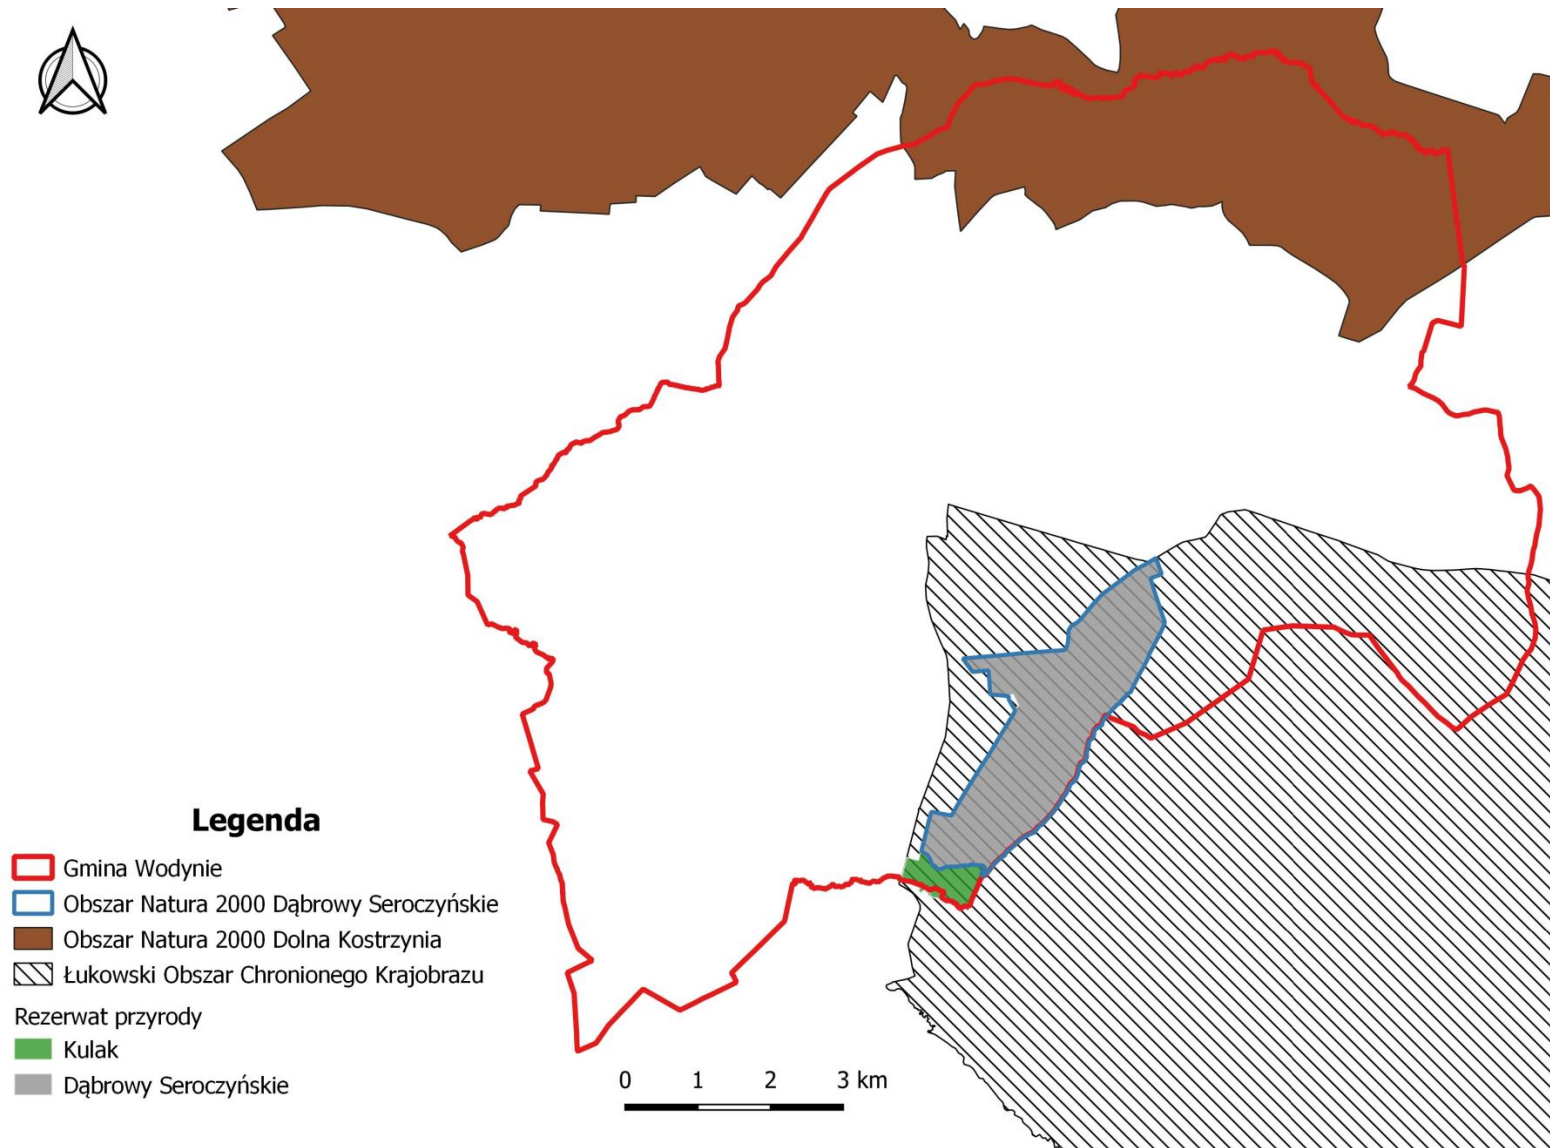 Legenda
Gmina Wodynie
Obszar Natura 2000 Dąbrowy Seroczyńskie
Obszar Natura 2000 Dolna Kostrzynia
Łukowski Obszar Chronionego Krajobrazu
Rezerwat przyrody
Kulak
Dąbrowy Seroczyńskie
0 1 2 3 km